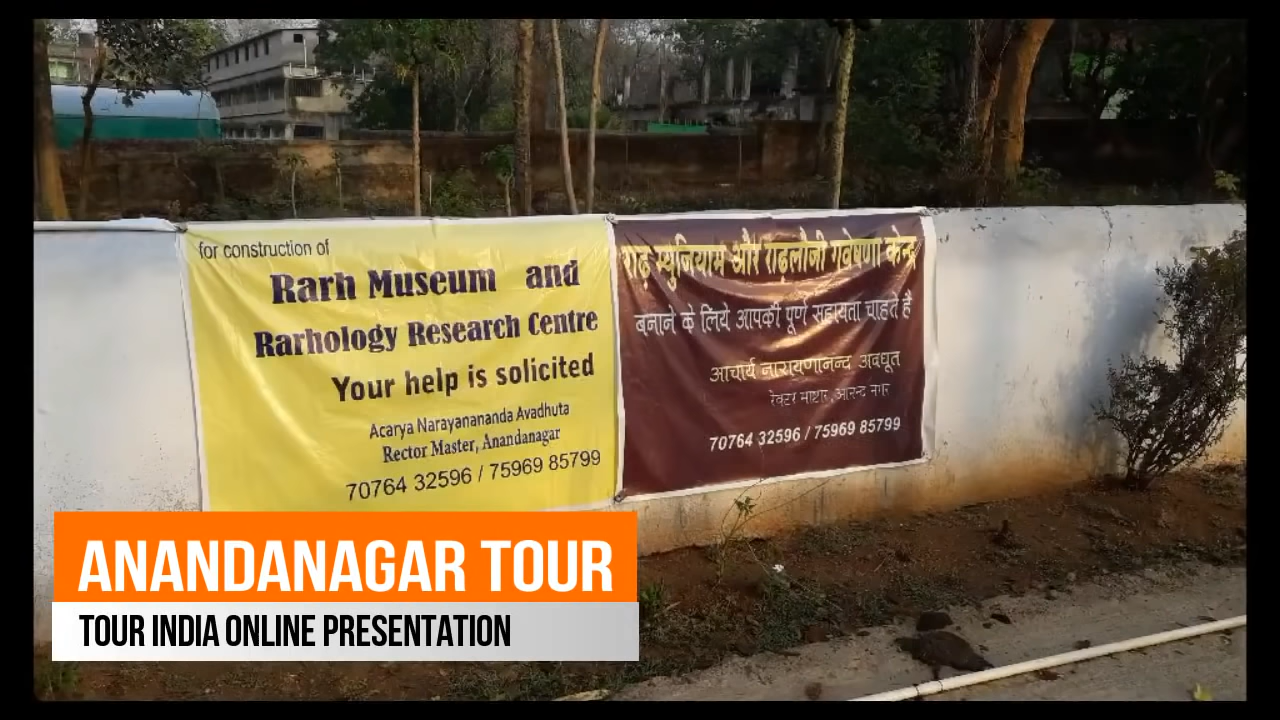 for construction of
Rarh Museum and
Rarhology Research Centre
Your help is solicited
Acarya Narayanananda Avadhuta
Rector Master, Anandanagar
70764 32596 / 75969 85799
राढ़ म्युजियाम और राढ़लौजी गवेषणा केन्द्र
बनाने के लिये आपकी पूर्ण सहायता चाहते है
आचार्य नारायणानन्द अवधूत
रेक्टर माष्टार, आनन्द नगर
70764 32596 / 75969 85799
ANANDANAGAR TOUR
TOUR INDIA ONLINE PRESENTATION